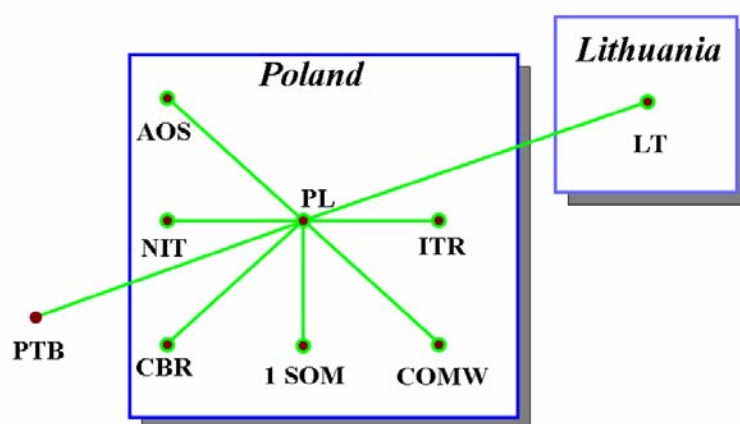 Poland
Lithuania
AOS
LT
PL
NIT
ITR
PTB
CBR
1 SOM
COMW